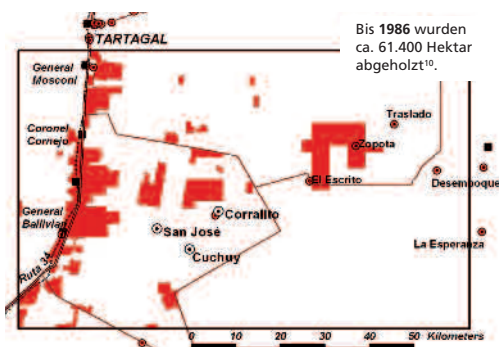 TARTAGAL
Bis 1986 wurden
ca. 61.400 Hektar
abgeholzt¹⁰.
General
Mosconi
Traslado
Coronel
Cornejo
Zopota
El Escrito
Desemboque
General
Ballivian
Corralito
San José
La Esperanza
Cuchuy
Ruta 34
0 10 20 30 40 50 Kilometers